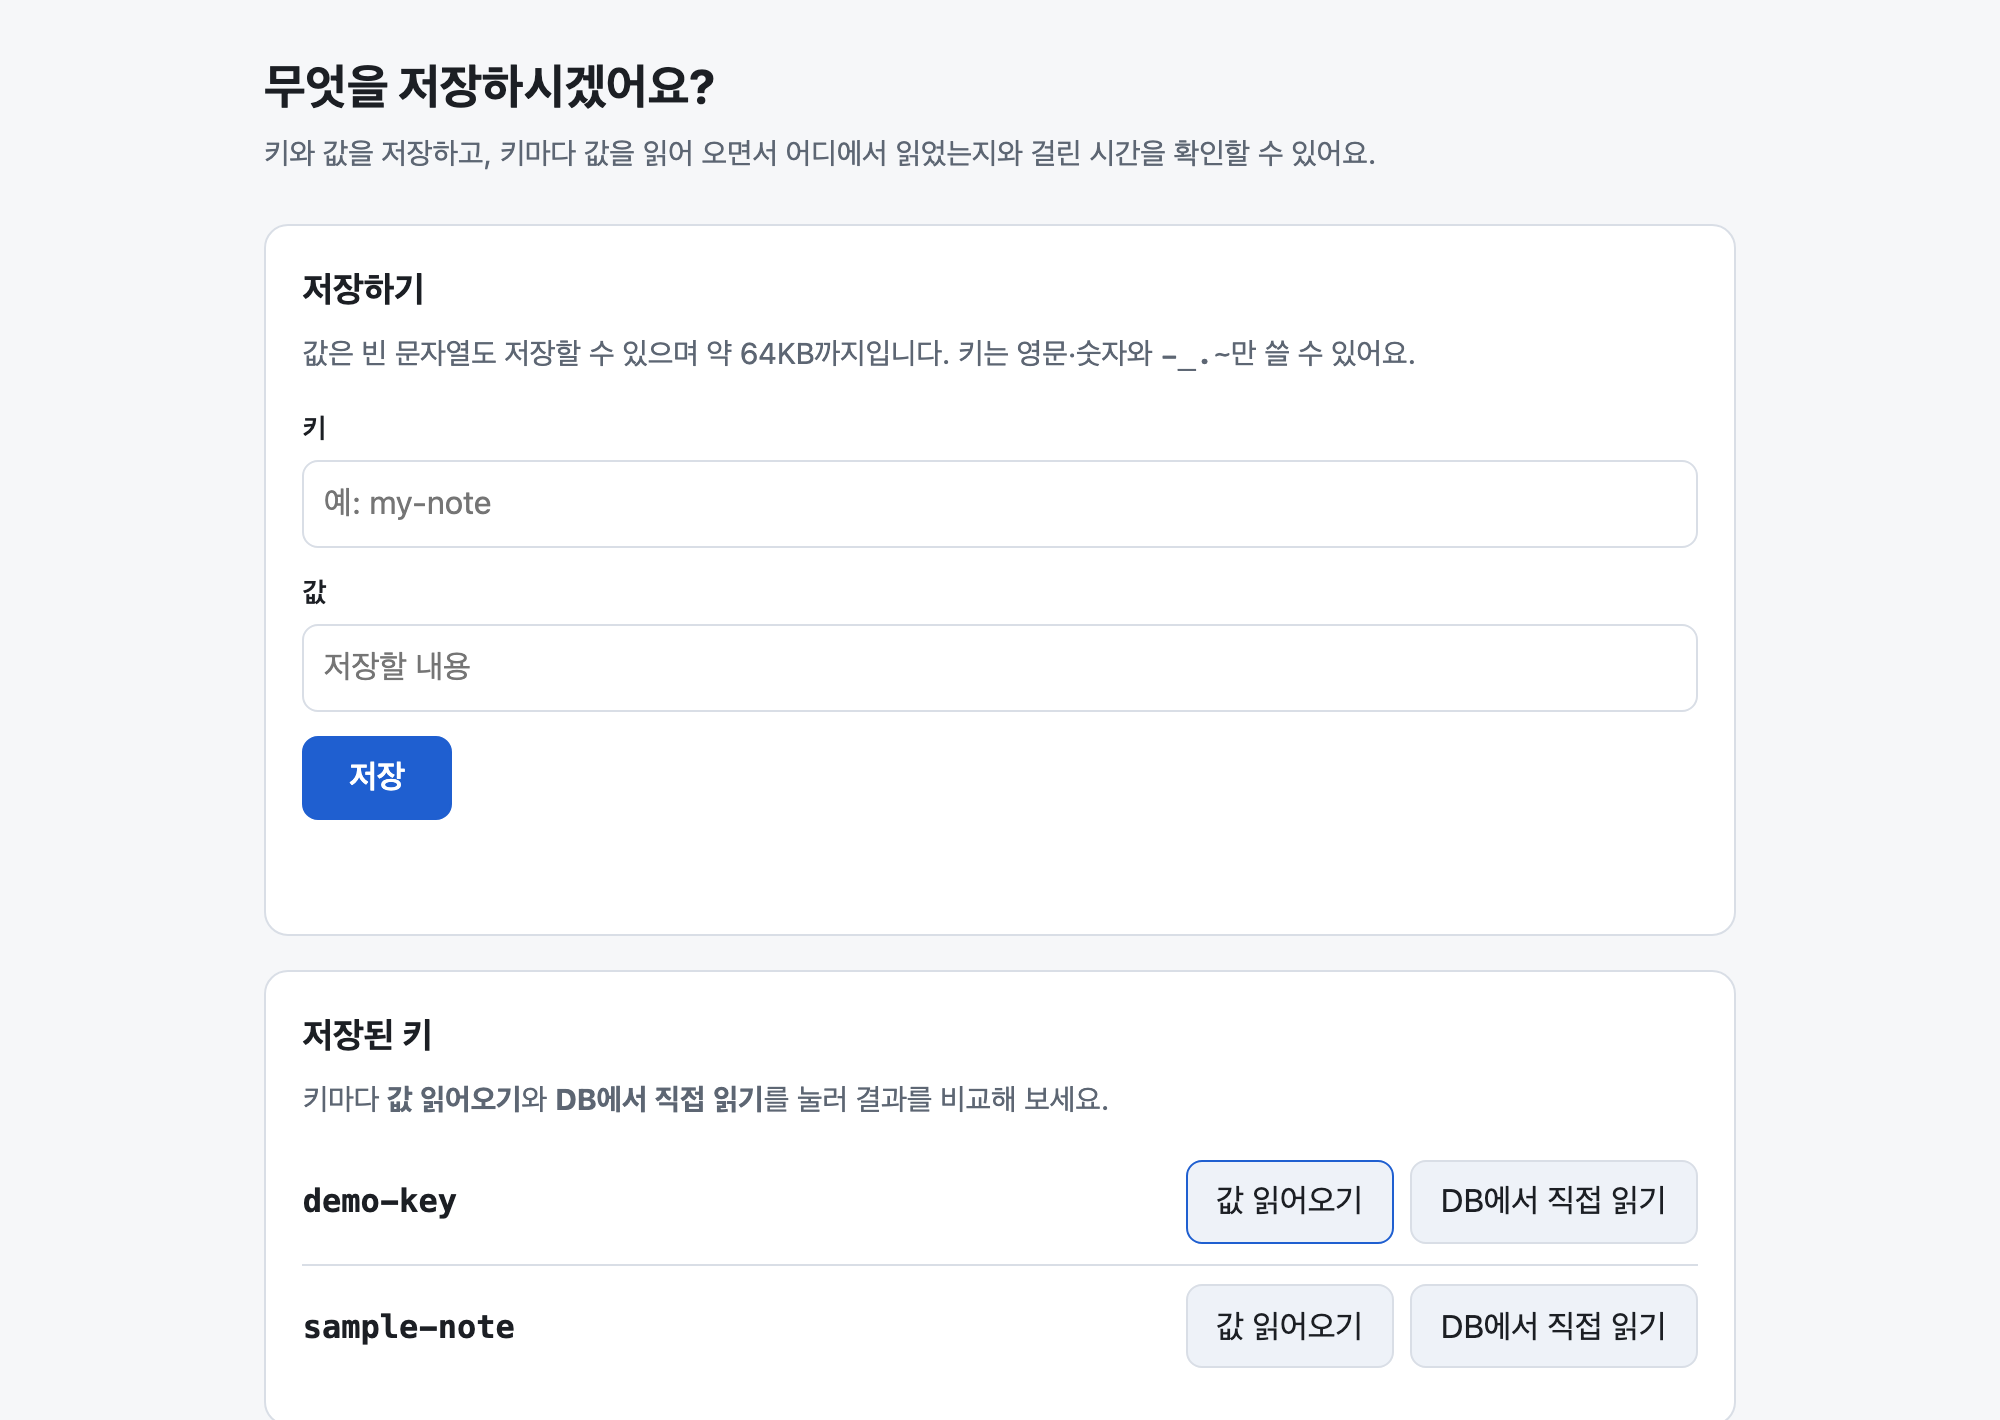 무엇을 저장하시겠어요?
키와 값을 저장하고, 키마다 값을 읽어 오면서 어디에서 읽었는지와 걸린 시간을 확인할 수 있어요.
저장하기
값은 빈 문자열도 저장할 수 있으며 약 64KB까지입니다. 키는 영문·숫자와 -_.~만 쓸 수 있어요.
키
예: my-note
값
저장할 내용
저장
저장된 키
키마다 값 읽어오기와 DB에서 직접 읽기를 눌러 결과를 비교해 보세요.
demo-key 값 읽어오기 DB에서 직접 읽기
sample-note 값 읽어오기 DB에서 직접 읽기